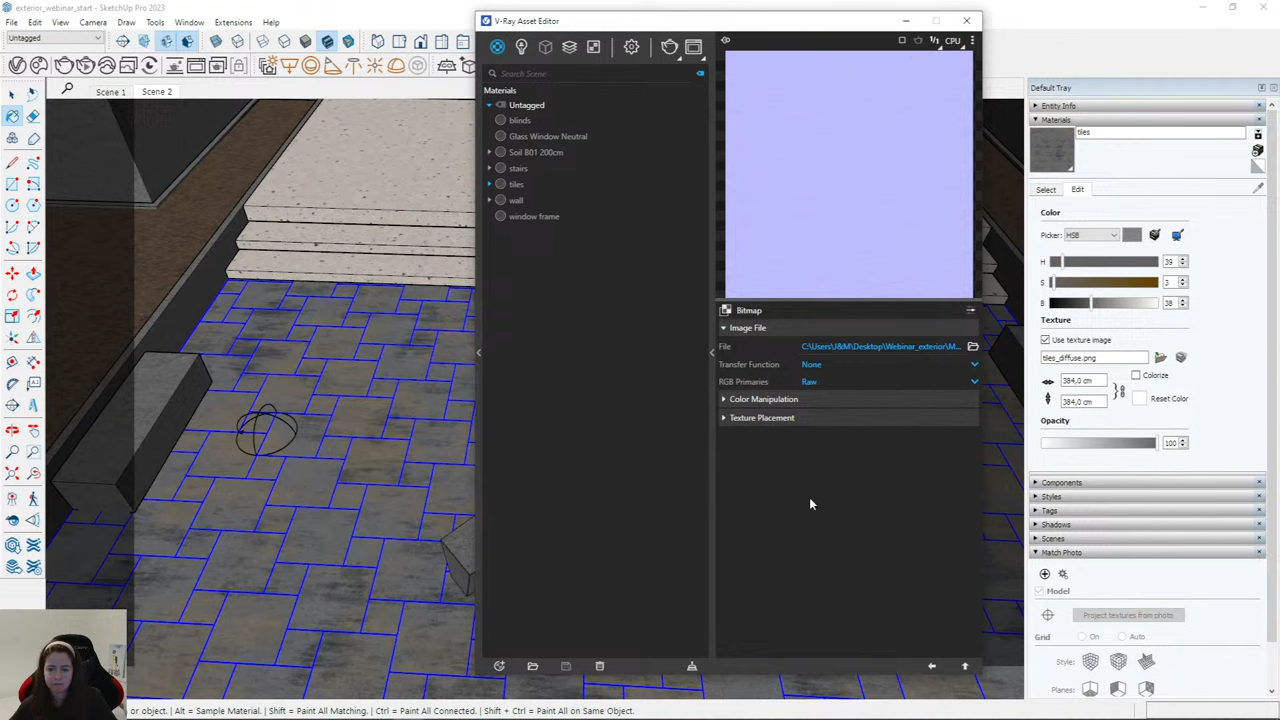 exterior_webinar_start - SketchUp Pro 2023
File Edit View Camera Draw Tools Window Extensions Help
Untagged
Scene 1 Scene 2
V-Ray Asset Editor
Search Scene
Materials
Untagged
blinds
Glass Window Neutral
Soil B01 200cm
stairs
tiles
wall
window frame
1/1 CPU
Bitmap
Image File
File C:\Users\J&M\Desktop\Webinar_exterior\M...
Transfer Function None
RGB Primaries Raw
Color Manipulation
Texture Placement
Default Tray
Entity Info
Materials
tiles
Select Edit
Color
Picker: HSB
H 39
S 3
B 38
Texture
Use texture image
tiles_diffuse.png
384,0 cm Colorize
384,0 cm Reset Color
Opacity
100
Components
Styles
Tags
Shadows
Scenes
Match Photo
Model
Project textures from photo
Grid On Auto
Style:
Planes:
or object. | Alt = Sample Material. | Shift = Paint All Matching. | Ctrl = Paint All Connected. | Shift + Ctrl = Paint All on Same Object.